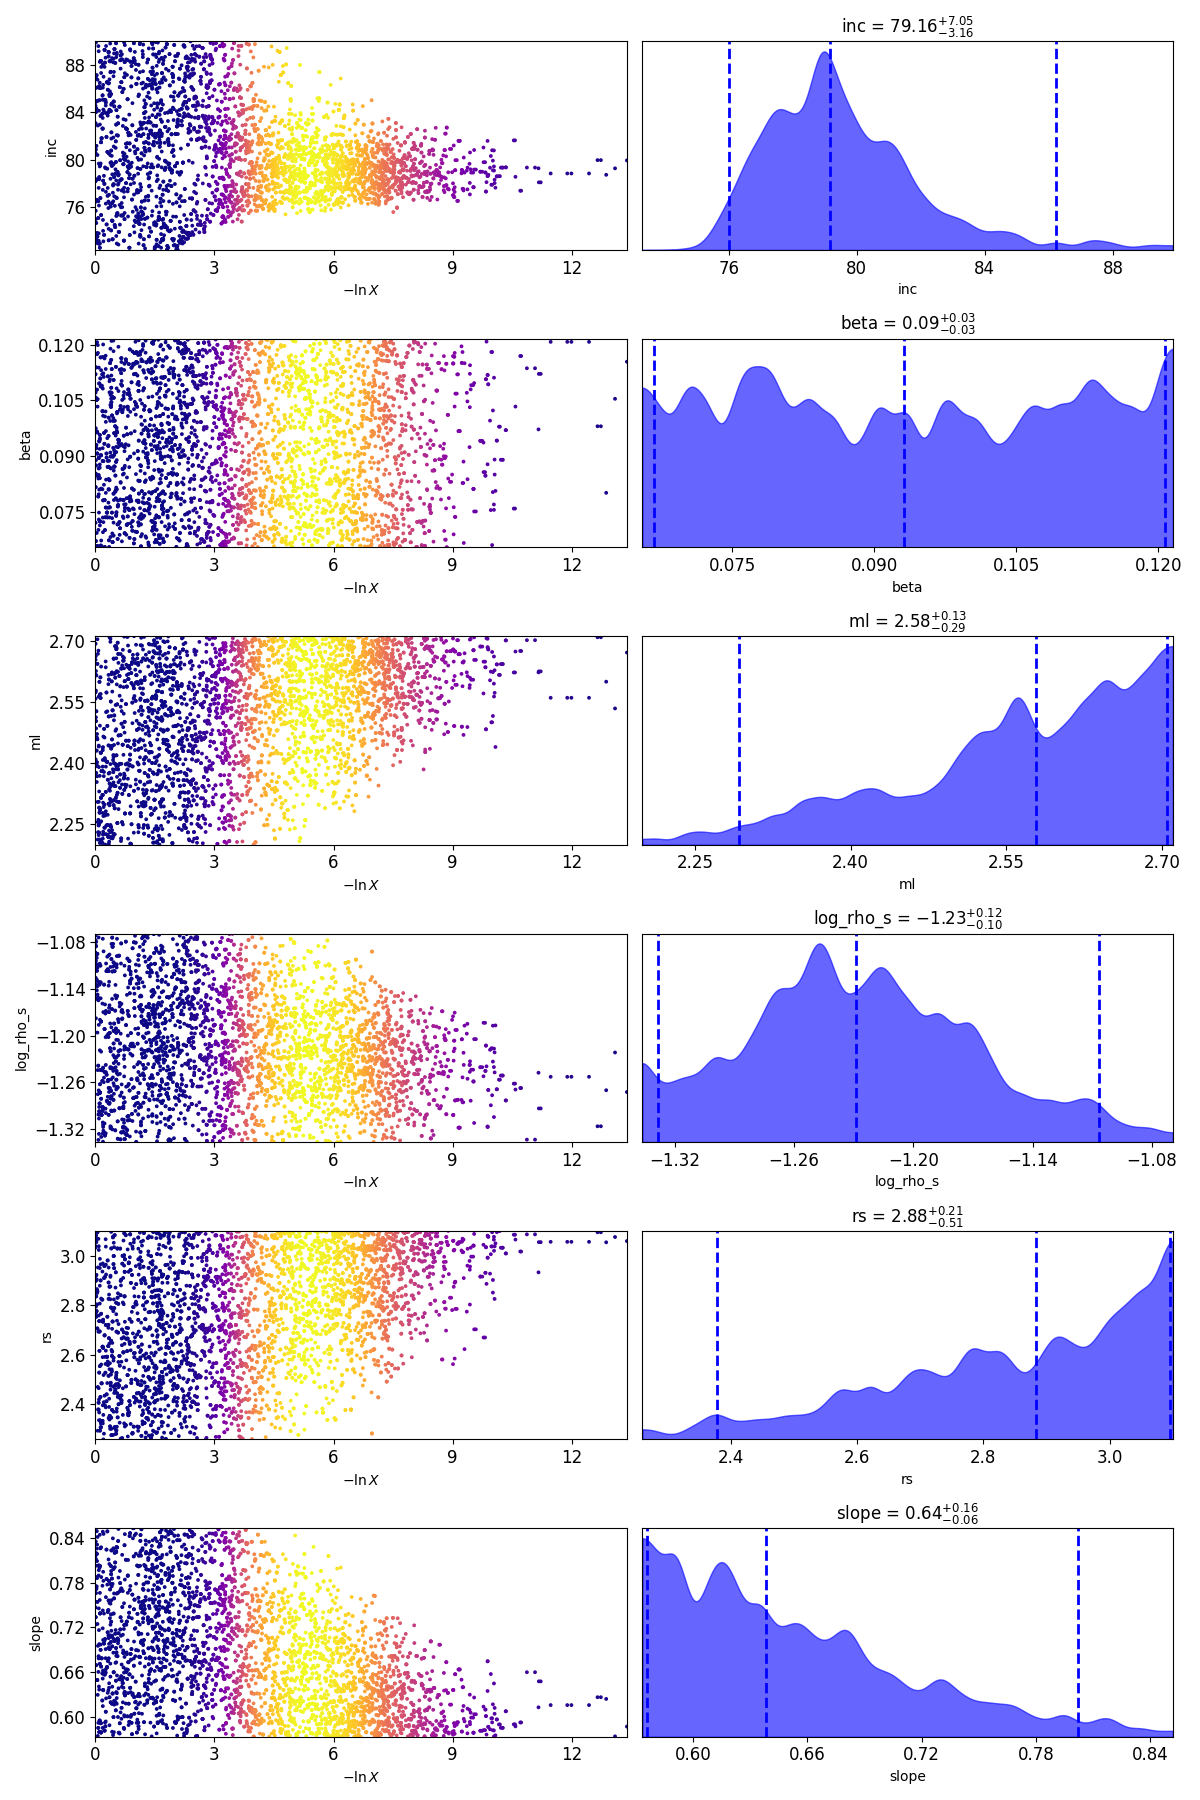 inc = 79.16 +7.05 −3.16
88
84
80
76
inc
0 3 6 9 12
−ln X
76 80 84 88
inc
beta = 0.09 +0.03 −0.03
0.120
0.105
0.090
0.075
beta
0 3 6 9 12
−ln X
0.075 0.090 0.105 0.120
beta
ml = 2.58 +0.13 −0.29
2.70
2.55
2.40
2.25
ml
0 3 6 9 12
−ln X
2.25 2.40 2.55 2.70
ml
log_rho_s = −1.23 +0.12 −0.10
−1.08
−1.14
−1.20
−1.26
−1.32
log_rho_s
0 3 6 9 12
−ln X
−1.32 −1.26 −1.20 −1.14 −1.08
log_rho_s
rs = 2.88 +0.21 −0.51
3.0
2.8
2.6
2.4
rs
0 3 6 9 12
−ln X
2.4 2.6 2.8 3.0
rs
slope = 0.64 +0.16 −0.06
0.84
0.78
0.72
0.66
0.60
slope
0 3 6 9 12
−ln X
0.60 0.66 0.72 0.78 0.84
slope